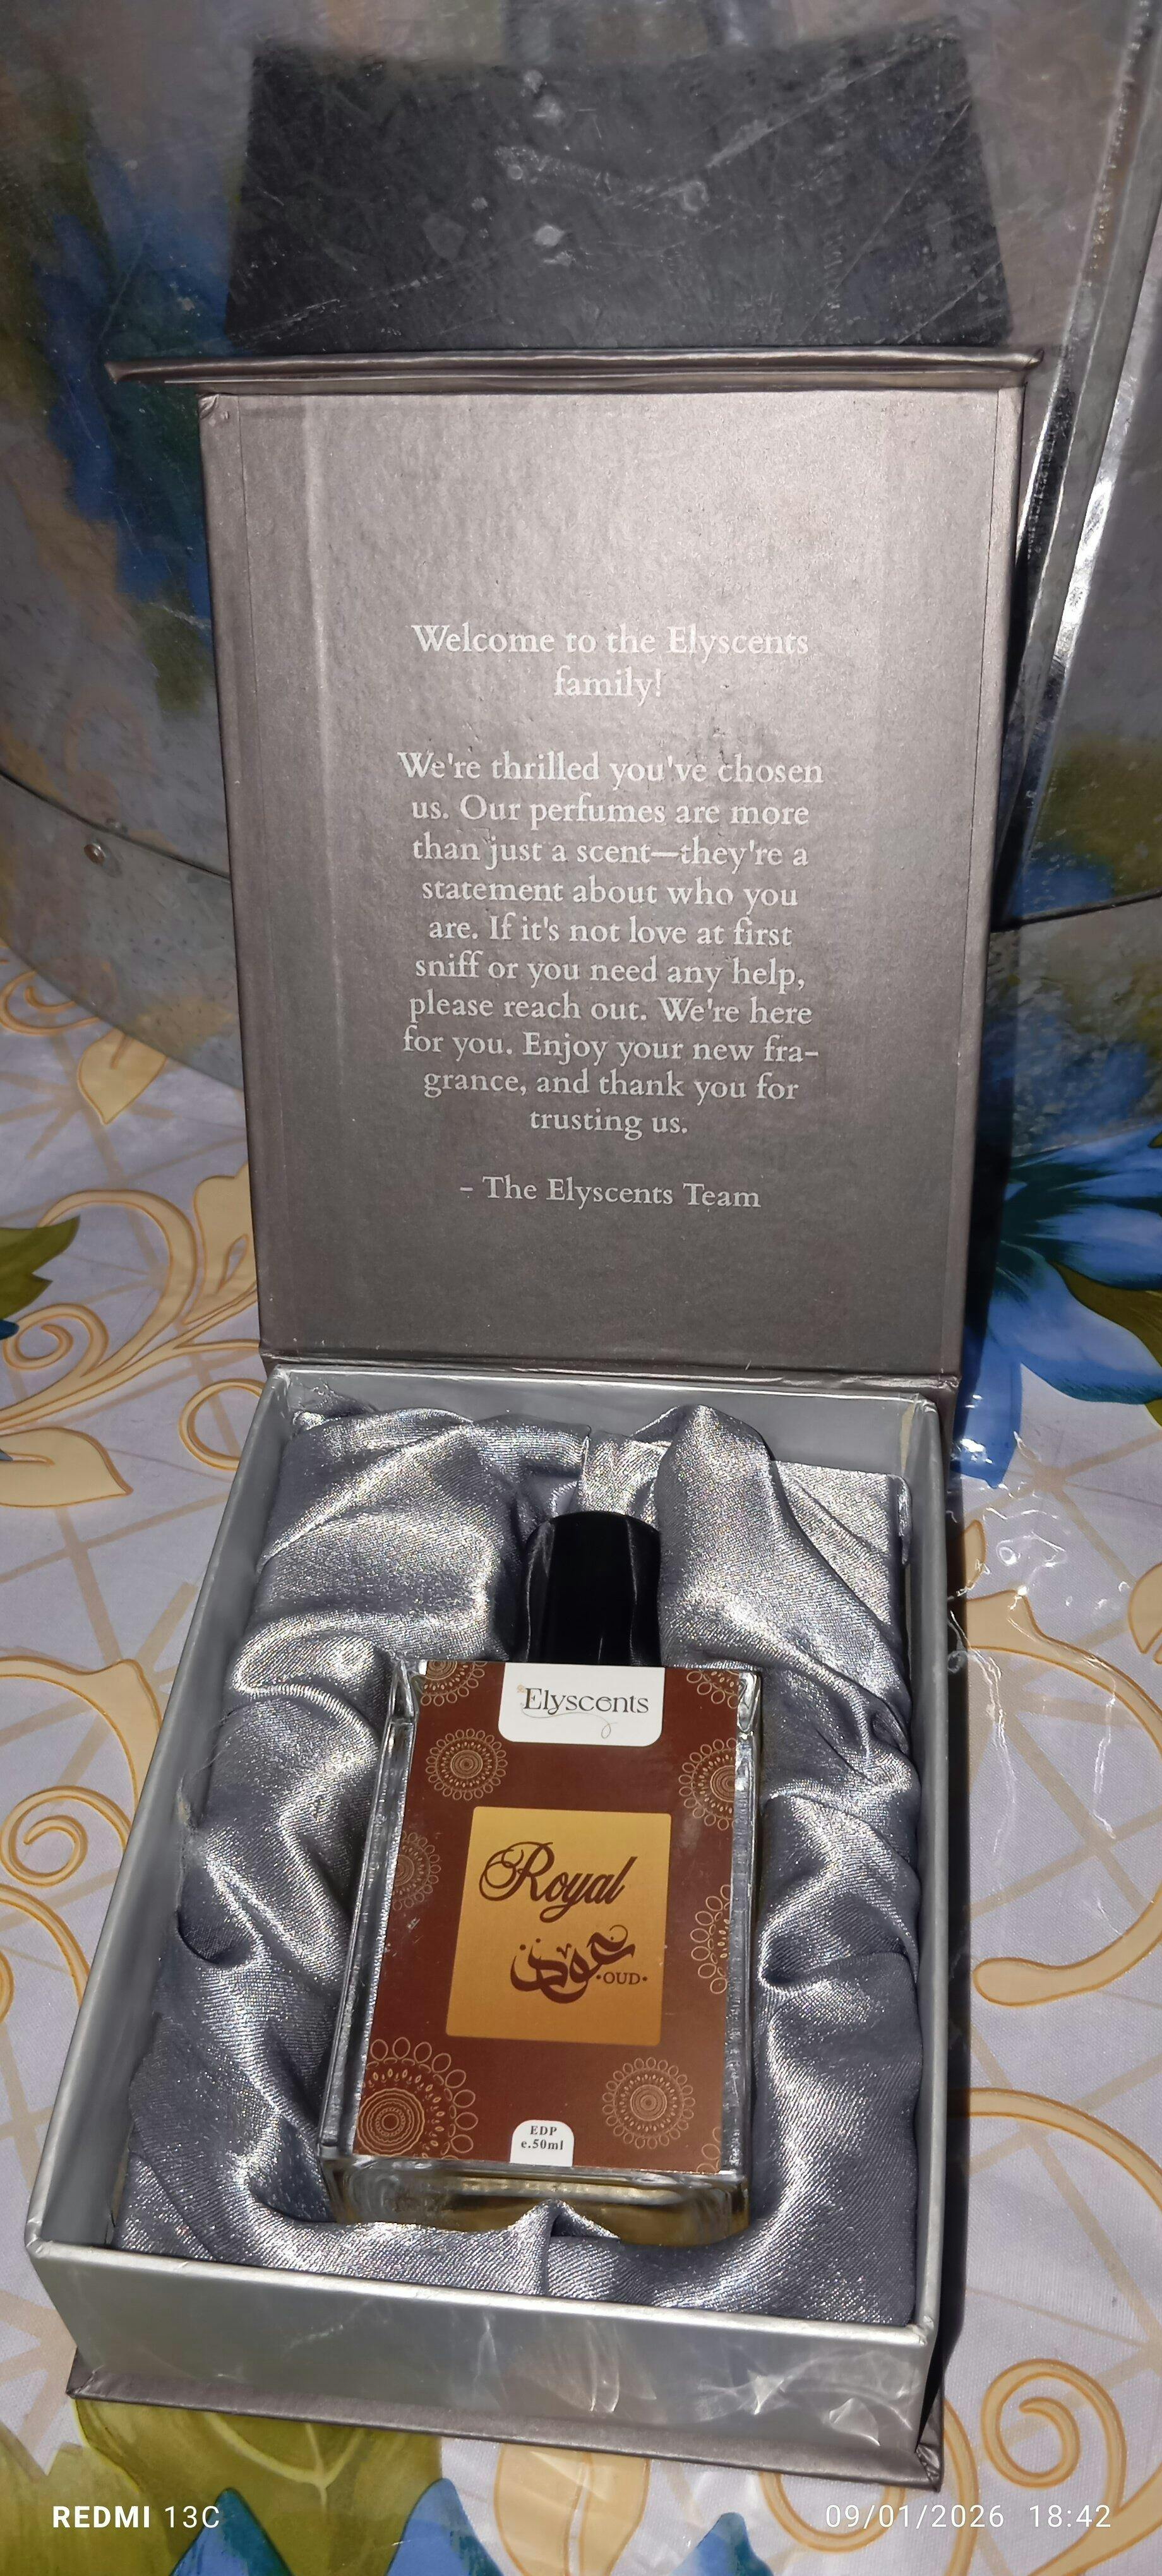 Welcome to the Elyscents
family!
We're thrilled you've chosen
us. Our perfumes are more
than just a scent—they're a
statement about who you
are. If it's not love at first
sniff or you need any help,
please reach out. We're here
for you. Enjoy your new fra-
grance, and thank you for
trusting us.
- The Elyscents Team
Elyscents
Royal
عود
•OUD•
EDP
e.50ml
REDMI 13C
09/01/2026 18:42